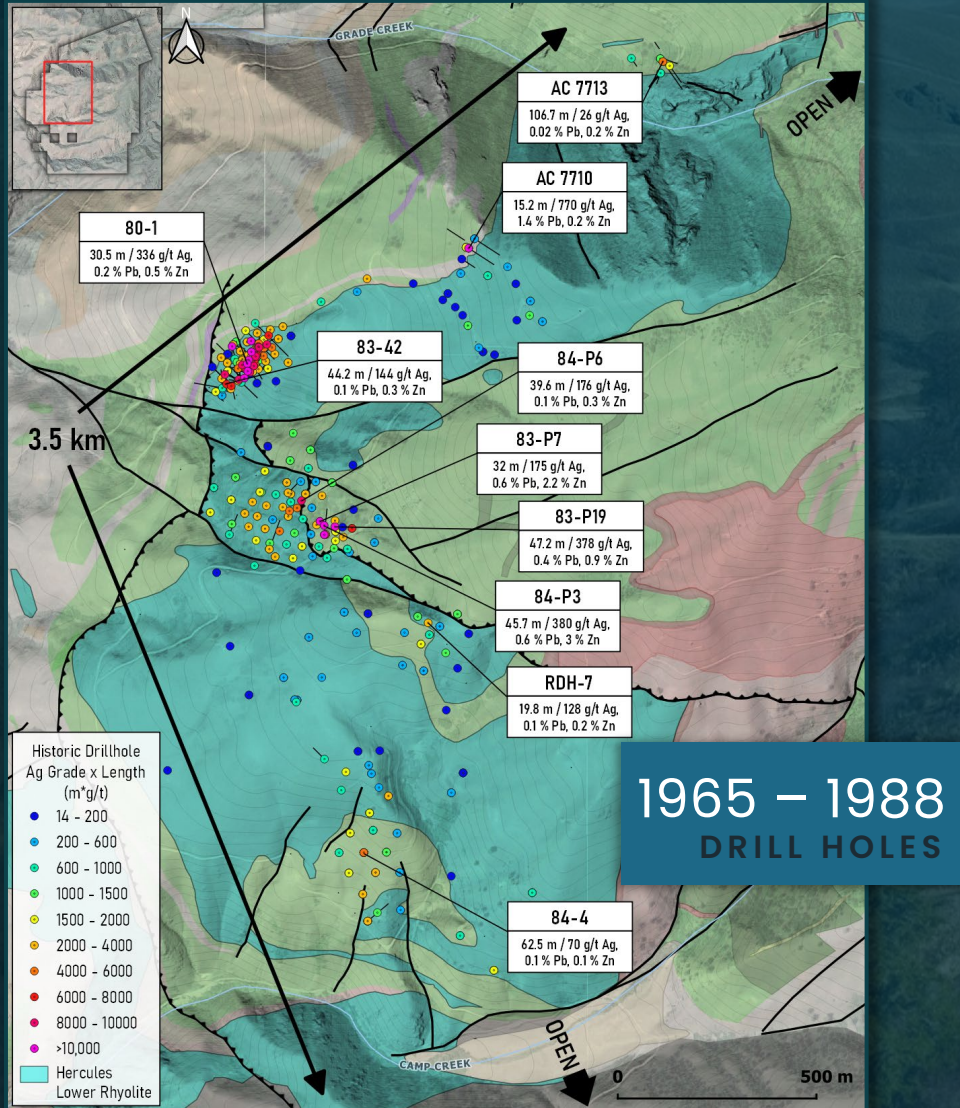 N
GRADE CREEK
OPEN
AC 7713
106.7 m / 26 g/t Ag,
0.02 % Pb, 0.2 % Zn
AC 7710
15.2 m / 770 g/t Ag,
1.4 % Pb, 0.2 % Zn
80-1
30.5 m / 336 g/t Ag,
0.2 % Pb, 0.5 % Zn
83-42
44.2 m / 144 g/t Ag,
0.1 % Pb, 0.3 % Zn
84-P6
39.6 m / 176 g/t Ag,
0.1 % Pb, 0.3 % Zn
3.5 km
83-P7
32 m / 175 g/t Ag,
0.6 % Pb, 2.2 % Zn
83-P19
47.2 m / 378 g/t Ag,
0.4 % Pb, 0.9 % Zn
84-P3
45.7 m / 380 g/t Ag,
0.6 % Pb, 3 % Zn
RDH-7
19.8 m / 128 g/t Ag,
0.1 % Pb, 0.2 % Zn
1965 – 1988
DRILL HOLES
Historic Drillhole
Ag Grade x Length
(m*g/t)
14 - 200
200 - 600
600 - 1000
1000 - 1500
1500 - 2000
2000 - 4000
4000 - 6000
6000 - 8000
8000 - 10000
>10,000
Hercules
Lower Rhyolite
84-4
62.5 m / 70 g/t Ag,
0.1 % Pb, 0.1 % Zn
OPEN
CAMP CREEK
0 500 m